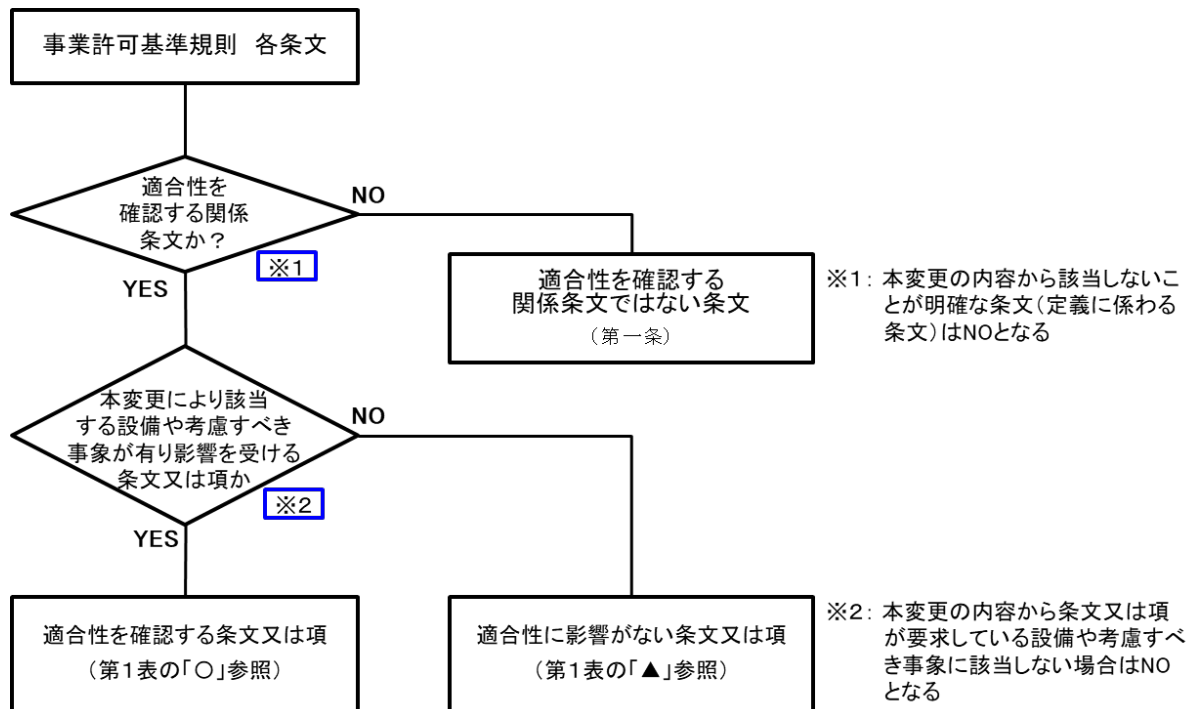 事業許可基準規則　各条文
適合性を
確認する関係
条文か？
NO
※1
YES
適合性を確認する
関係条文ではない条文
（第一条）
※1： 本変更の内容から該当しないこ
とが明確な条文（定義に係わる
条文）はNOとなる
本変更により該当
する設備や考慮すべき
事象が有り影響を受ける
条文又は項か
NO
※2
YES
適合性を確認する条文又は項
（第1表の「○」参照）
適合性に影響がない条文又は項
（第1表の「▲」参照）
※2： 本変更の内容から条文又は項
が要求している設備や考慮すべ
き事象に該当しない場合はNO
となる